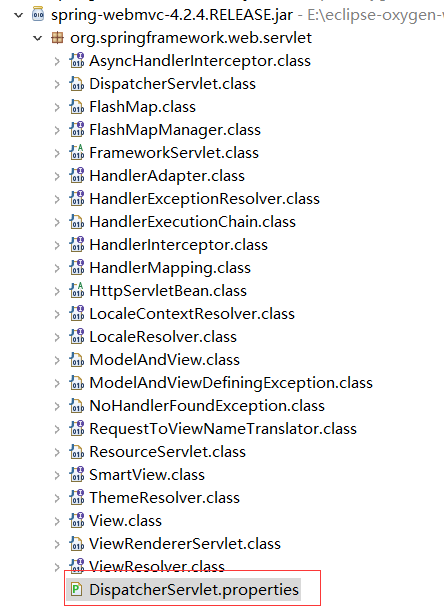 spring-webmvc-4.2.4.RELEASE.jar - E:\eclipse-oxygen-
org.springframework.web.servlet
AsyncHandlerInterceptor.class
DispatcherServlet.class
FlashMap.class
FlashMapManager.class
FrameworkServlet.class
HandlerAdapter.class
HandlerExceptionResolver.class
HandlerExecutionChain.class
HandlerInterceptor.class
HandlerMapping.class
HttpServletBean.class
LocaleContextResolver.class
LocaleResolver.class
ModelAndView.class
ModelAndViewDefiningException.class
NoHandlerFoundException.class
RequestToViewNameTranslator.class
ResourceServlet.class
SmartView.class
ThemeResolver.class
View.class
ViewRendererServlet.class
ViewResolver.class
DispatcherServlet.properties